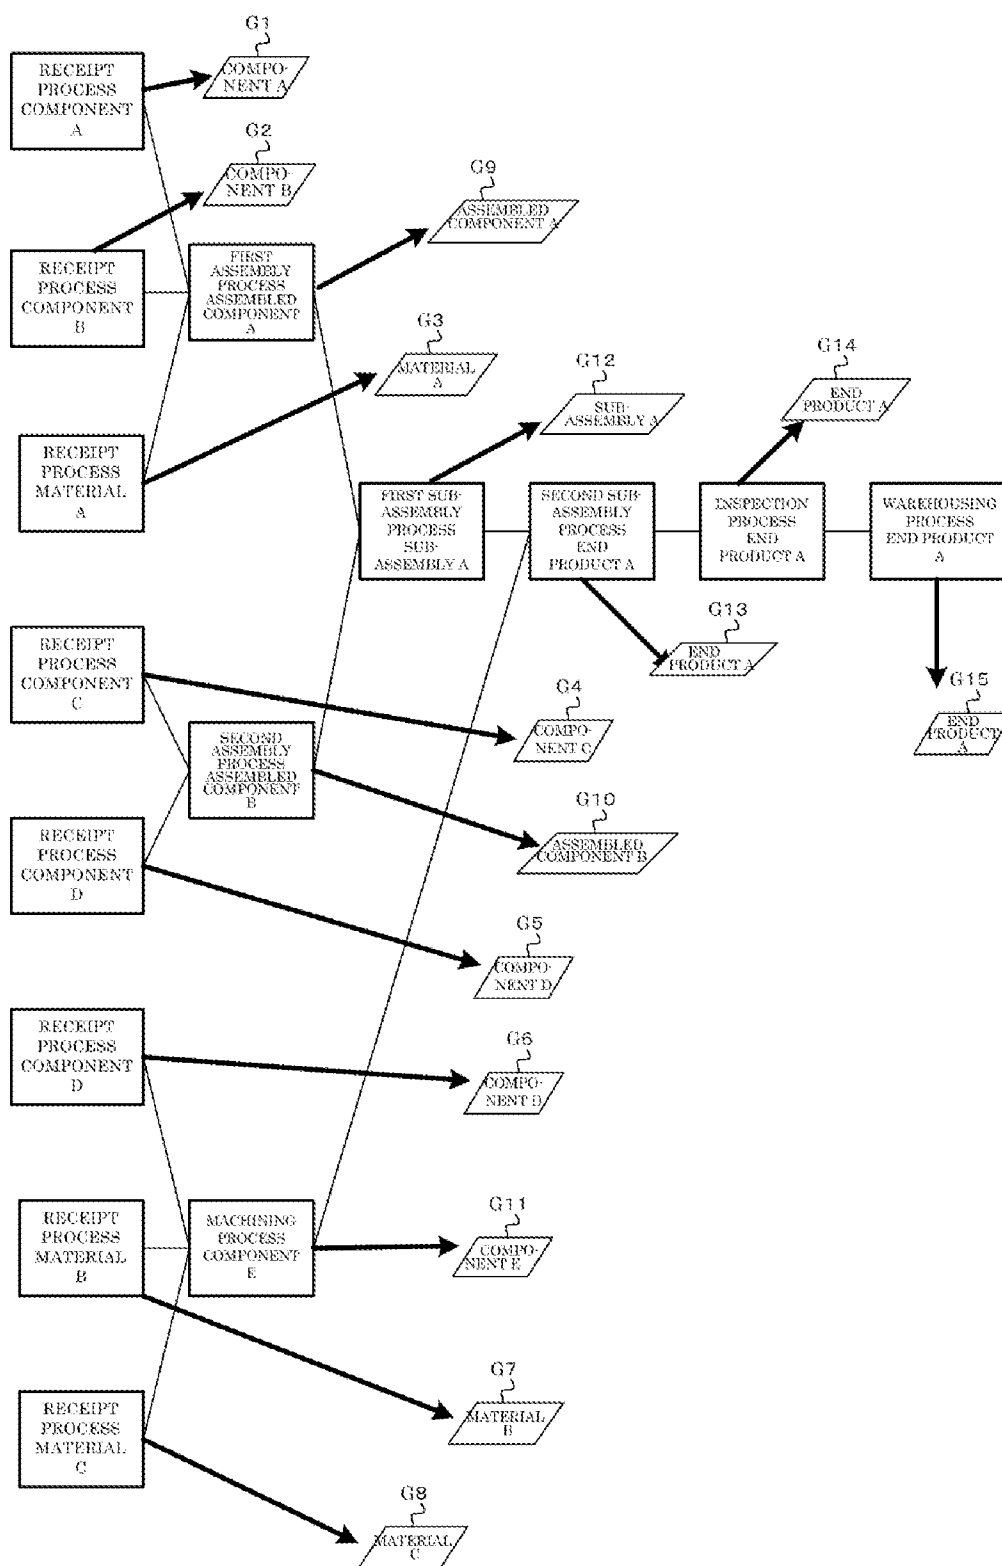 G1
RECEIPT
PROCESS
COMPONENT
A
COMPO-
NENT A
G2
COMPO-
NENT B
G9
ASSEMBLED
COMPONENT A
RECEIPT
PROCESS
COMPONENT
B
FIRST
ASSEMBLY
PROCESS
ASSEMBLED
COMPONENT
A
G3
MATERIAL
A
G12
SUB-
ASSEMBLY A
G14
END
PRODUCT A
RECEIPT
PROCESS
MATERIAL
A
FIRST SUB-
ASSEMBLY
PROCESS
SUB-
ASSEMBLY A
SECOND SUB-
ASSEMBLY
PROCESS
END
PRODUCT A
INSPECTION
PROCESS
END
PRODUCT A
WAREHOUSING
PROCESS
END PRODUCT
A
G13
END
PRODUCT A
G15
END
PRODUCT
A
RECEIPT
PROCESS
COMPONENT
C
G4
COMPO-
NENT C
SECOND
ASSEMBLY
PROCESS
ASSEMBLED
COMPONENT
B
G10
ASSEMBLED
COMPONENT B
RECEIPT
PROCESS
COMPONENT
D
G5
COMPO-
NENT D
RECEIPT
PROCESS
COMPONENT
D
G6
COMPO-
NENT D
RECEIPT
PROCESS
MATERIAL
B
MACHINING
PROCESS
COMPONENT
E
G11
COMPO-
NENT E
G7
MATERIAL
B
RECEIPT
PROCESS
MATERIAL
C
G8
MATERIAL
C